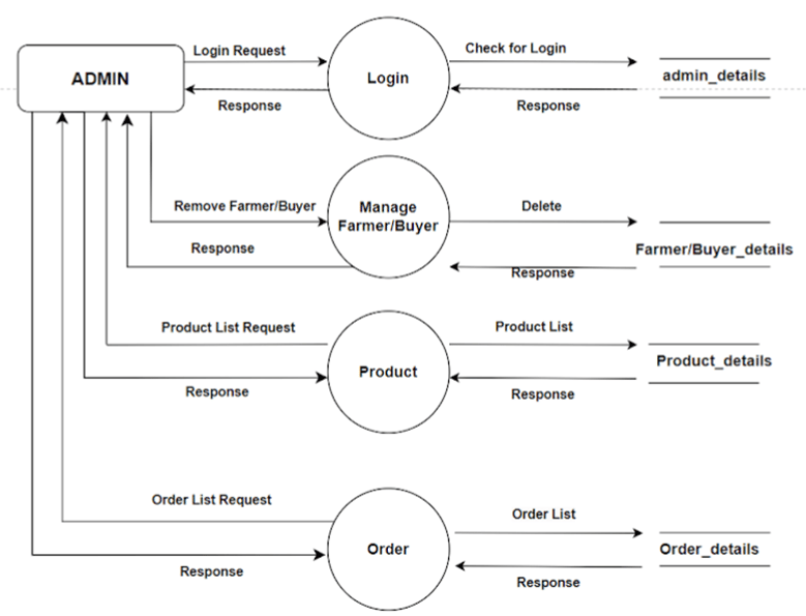 Login Request
Check for Login
ADMIN
Login
admin_details
Response
Response
Remove Farmer/Buyer
Manage
Farmer/Buyer
Delete
Response
Farmer/Buyer_details
Response
Product List Request
Product List
Product
Product_details
Response
Response
Order List Request
Order List
Order
Order_details
Response
Response